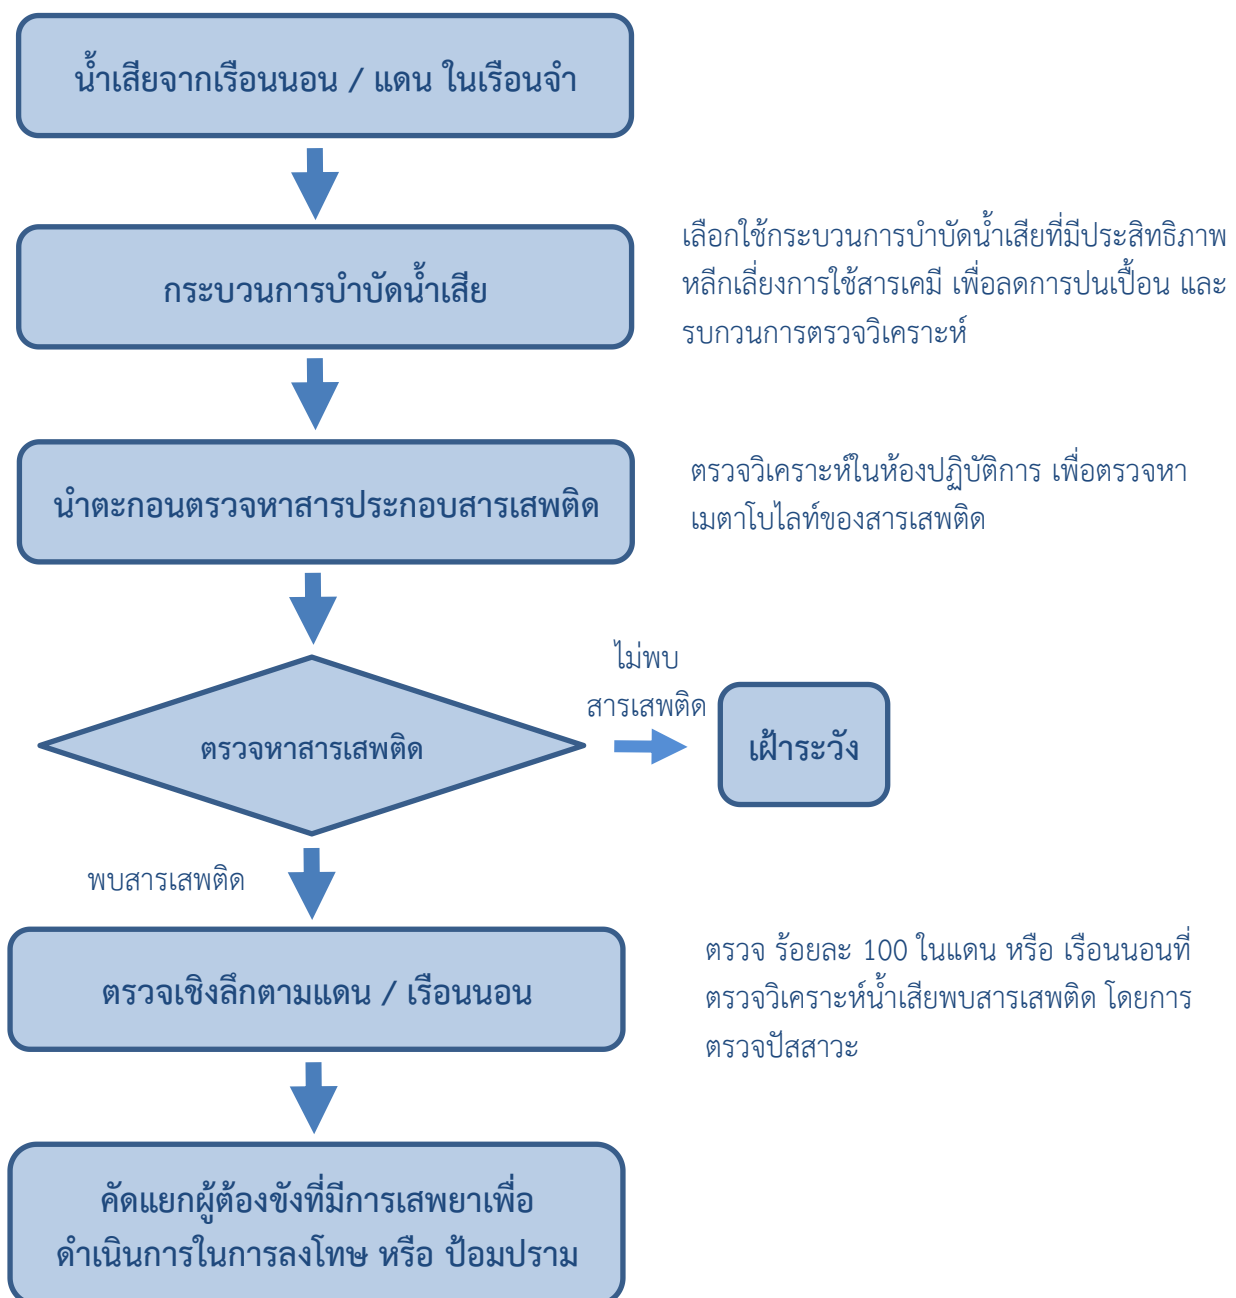 น้ำเสียจากเรือนนอน / แดน ในเรือนจำ
กระบวนการบำบัดน้ำเสีย
เลือกใช้กระบวนการบำบัดน้ำเสียที่มีประสิทธิภาพ
หลีกเลี่ยงการใช้สารเคมี เพื่อลดการปนเปื้อน และ
รบกวนการตรวจวิเคราะห์
นำตะกอนตรวจหาสารประกอบสารเสพติด
ตรวจวิเคราะห์ในห้องปฏิบัติการ เพื่อตรวจหา
เมตาโบไลท์ของสารเสพติด
ตรวจหาสารเสพติด
ไม่พบ
สารเสพติด
เฝ้าระวัง
พบสารเสพติด
ตรวจเชิงลึกตามแดน / เรือนนอน
ตรวจ ร้อยละ 100 ในแดน หรือ เรือนนอนที่
ตรวจวิเคราะห์น้ำเสียพบสารเสพติด โดยการ
ตรวจปัสสาวะ
คัดแยกผู้ต้องขังที่มีการเสพยาเพื่อ
ดำเนินการในการลงโทษ หรือ ป้อมปราม